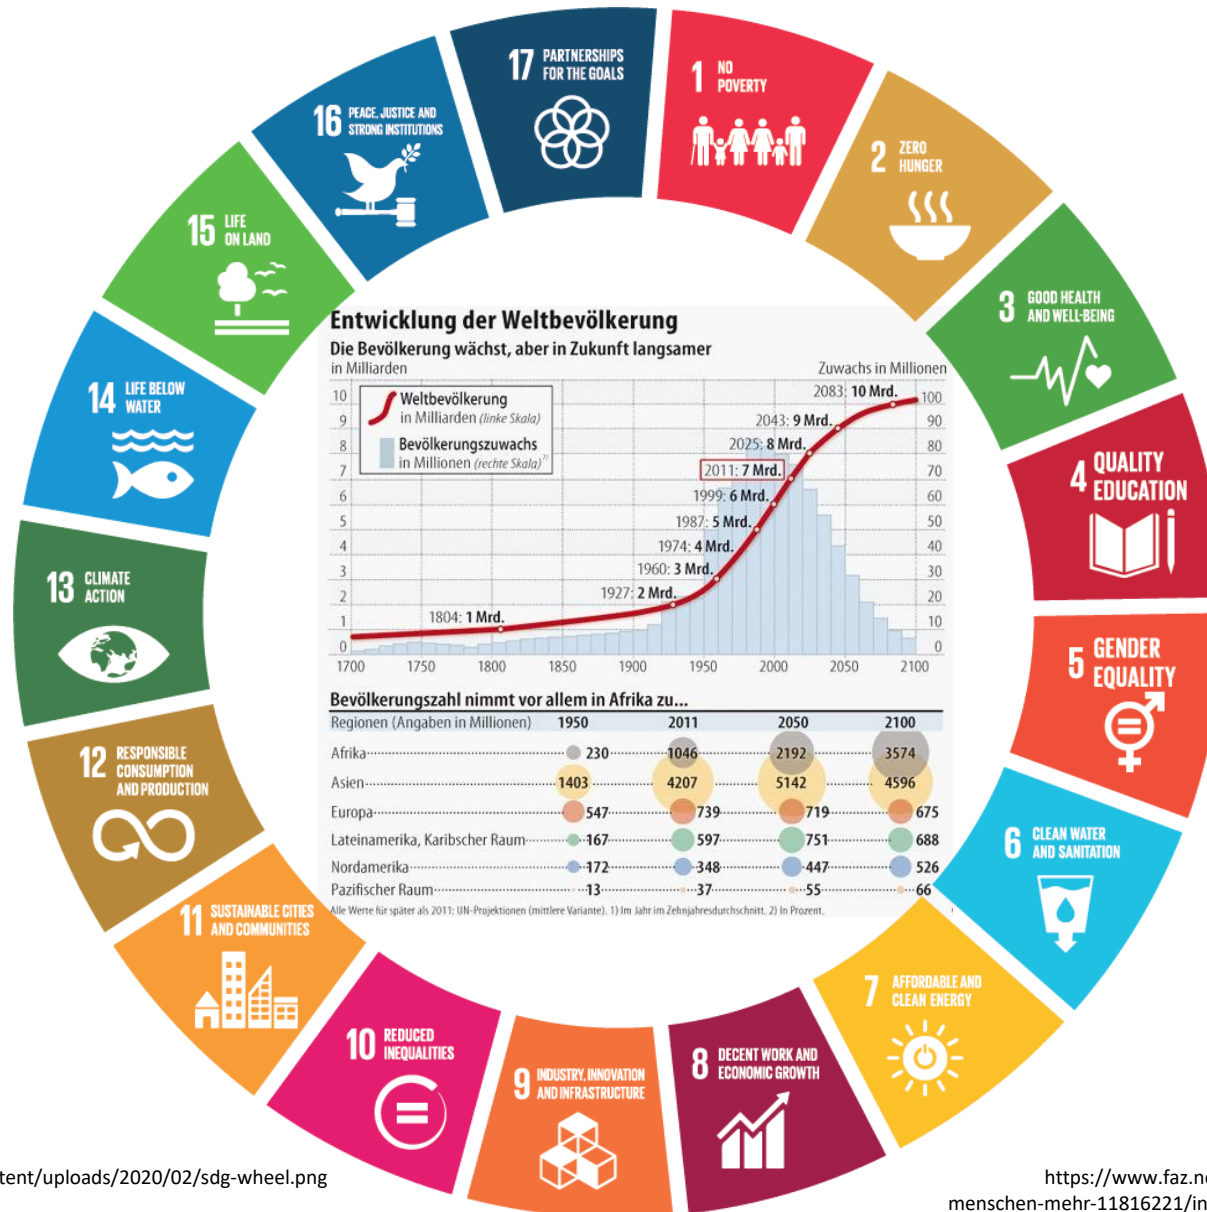 17 PARTNERSHIPS
FOR THE GOALS
1 NO
POVERTY
2 ZERO
HUNGER
3 GOOD HEALTH
AND WELL-BEING
4 QUALITY
EDUCATION
5 GENDER
EQUALITY
6 CLEAN WATER
AND SANITATION
7 AFFORDABLE AND
CLEAN ENERGY
8 DECENT WORK AND
ECONOMIC GROWTH
9 INDUSTRY, INNOVATION
AND INFRASTRUCTURE
10 REDUCED
INEQUALITIES
11 SUSTAINABLE CITIES
AND COMMUNITIES
12 RESPONSIBLE
CONSUMPTION
AND PRODUCTION
13 CLIMATE
ACTION
14 LIFE BELOW
WATER
15 LIFE
ON LAND
16 PEACE, JUSTICE AND
STRONG INSTITUTIONS
Entwicklung der Weltbevölkerung
Die Bevölkerung wächst, aber in Zukunft langsamer
in Milliarden Zuwachs in Millionen
Weltbevölkerung
in Milliarden (linke Skala)
Bevölkerungszuwachs
in Millionen (rechte Skala)¹⁾
2083: 10 Mrd.
2043: 9 Mrd.
2025: 8 Mrd.
2011: 7 Mrd.
1999: 6 Mrd.
1987: 5 Mrd.
1974: 4 Mrd.
1960: 3 Mrd.
1927: 2 Mrd.
1804: 1 Mrd.
10 100
9 90
8 80
7 70
6 60
5 50
4 40
3 30
2 20
1 10
0 0
1700 1750 1800 1850 1900 1950 2000 2050 2100
Bevölkerungszahl nimmt vor allem in Afrika zu...
Regionen (Angaben in Millionen) 1950 2011 2050 2100
Afrika 230 1046 2192 3574
Asien 1403 4207 5142 4596
Europa 547 739 719 675
Lateinamerika, Karibscher Raum 167 597 751 688
Nordamerika 172 348 447 526
Pazifischer Raum 13 37 55 66
Alle Werte für später als 2011: UN-Projektionen (mittlere Variante). 1) Im Jahr im Zehnjahresdurchschnitt. 2) In Prozent.
tent/uploads/2020/02/sdg-wheel.png
https://www.faz.ne
menschen-mehr-11816221/in